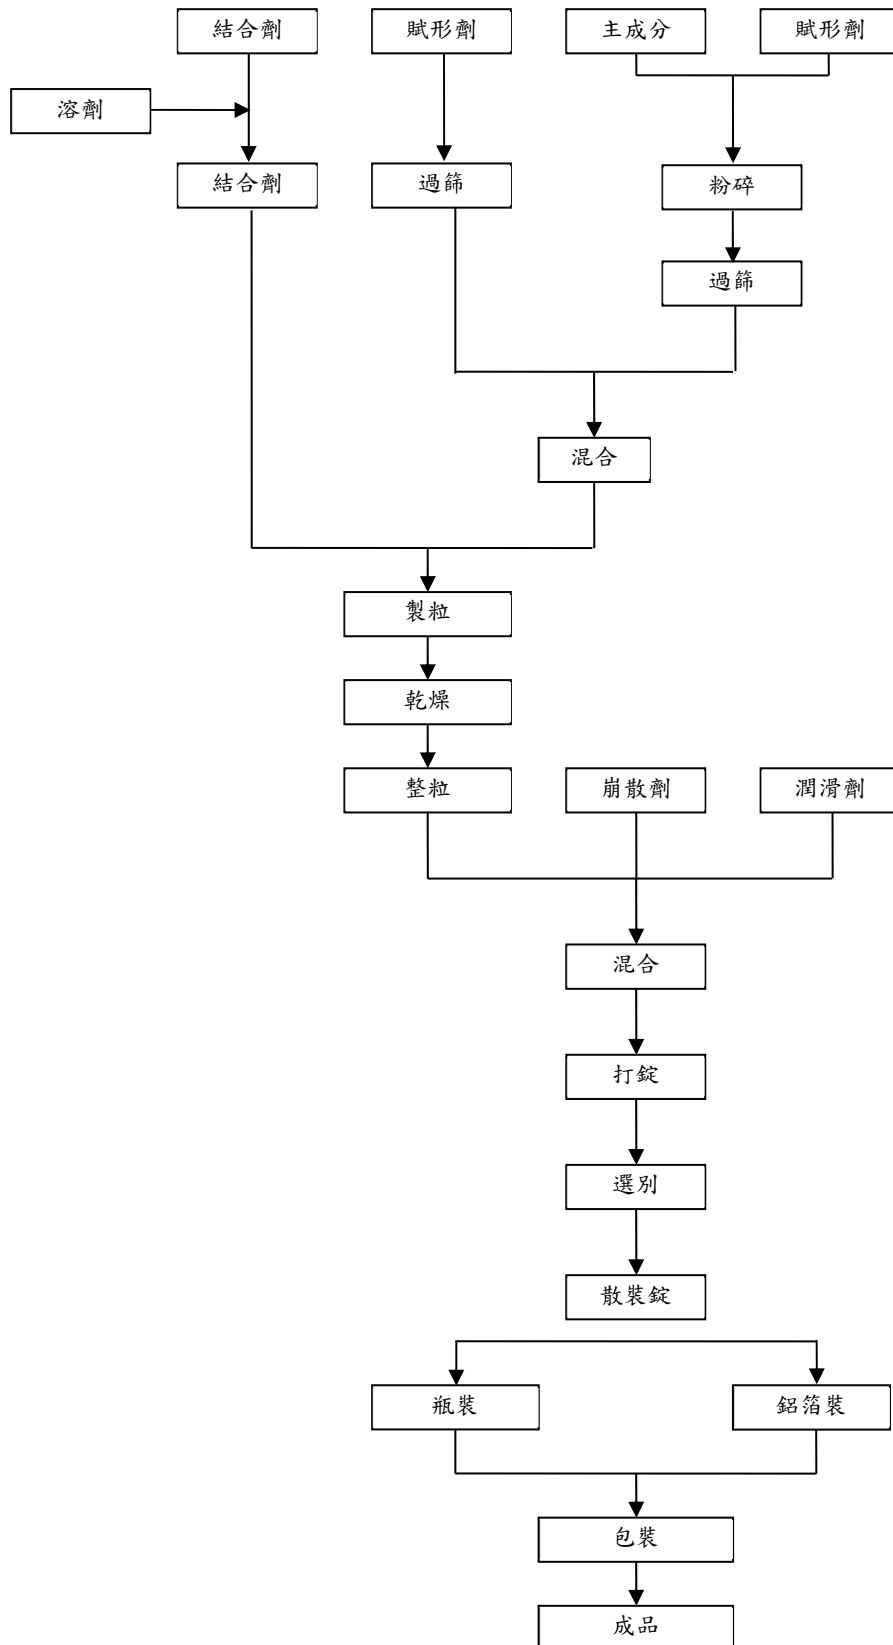 結合劑
賦形劑
主成分
賦形劑
溶劑
結合劑
過篩
粉碎
過篩
混合
製粒
乾燥
整粒
崩散劑
潤滑劑
混合
打錠
選別
散裝錠
瓶裝
鋁箔裝
包裝
成品